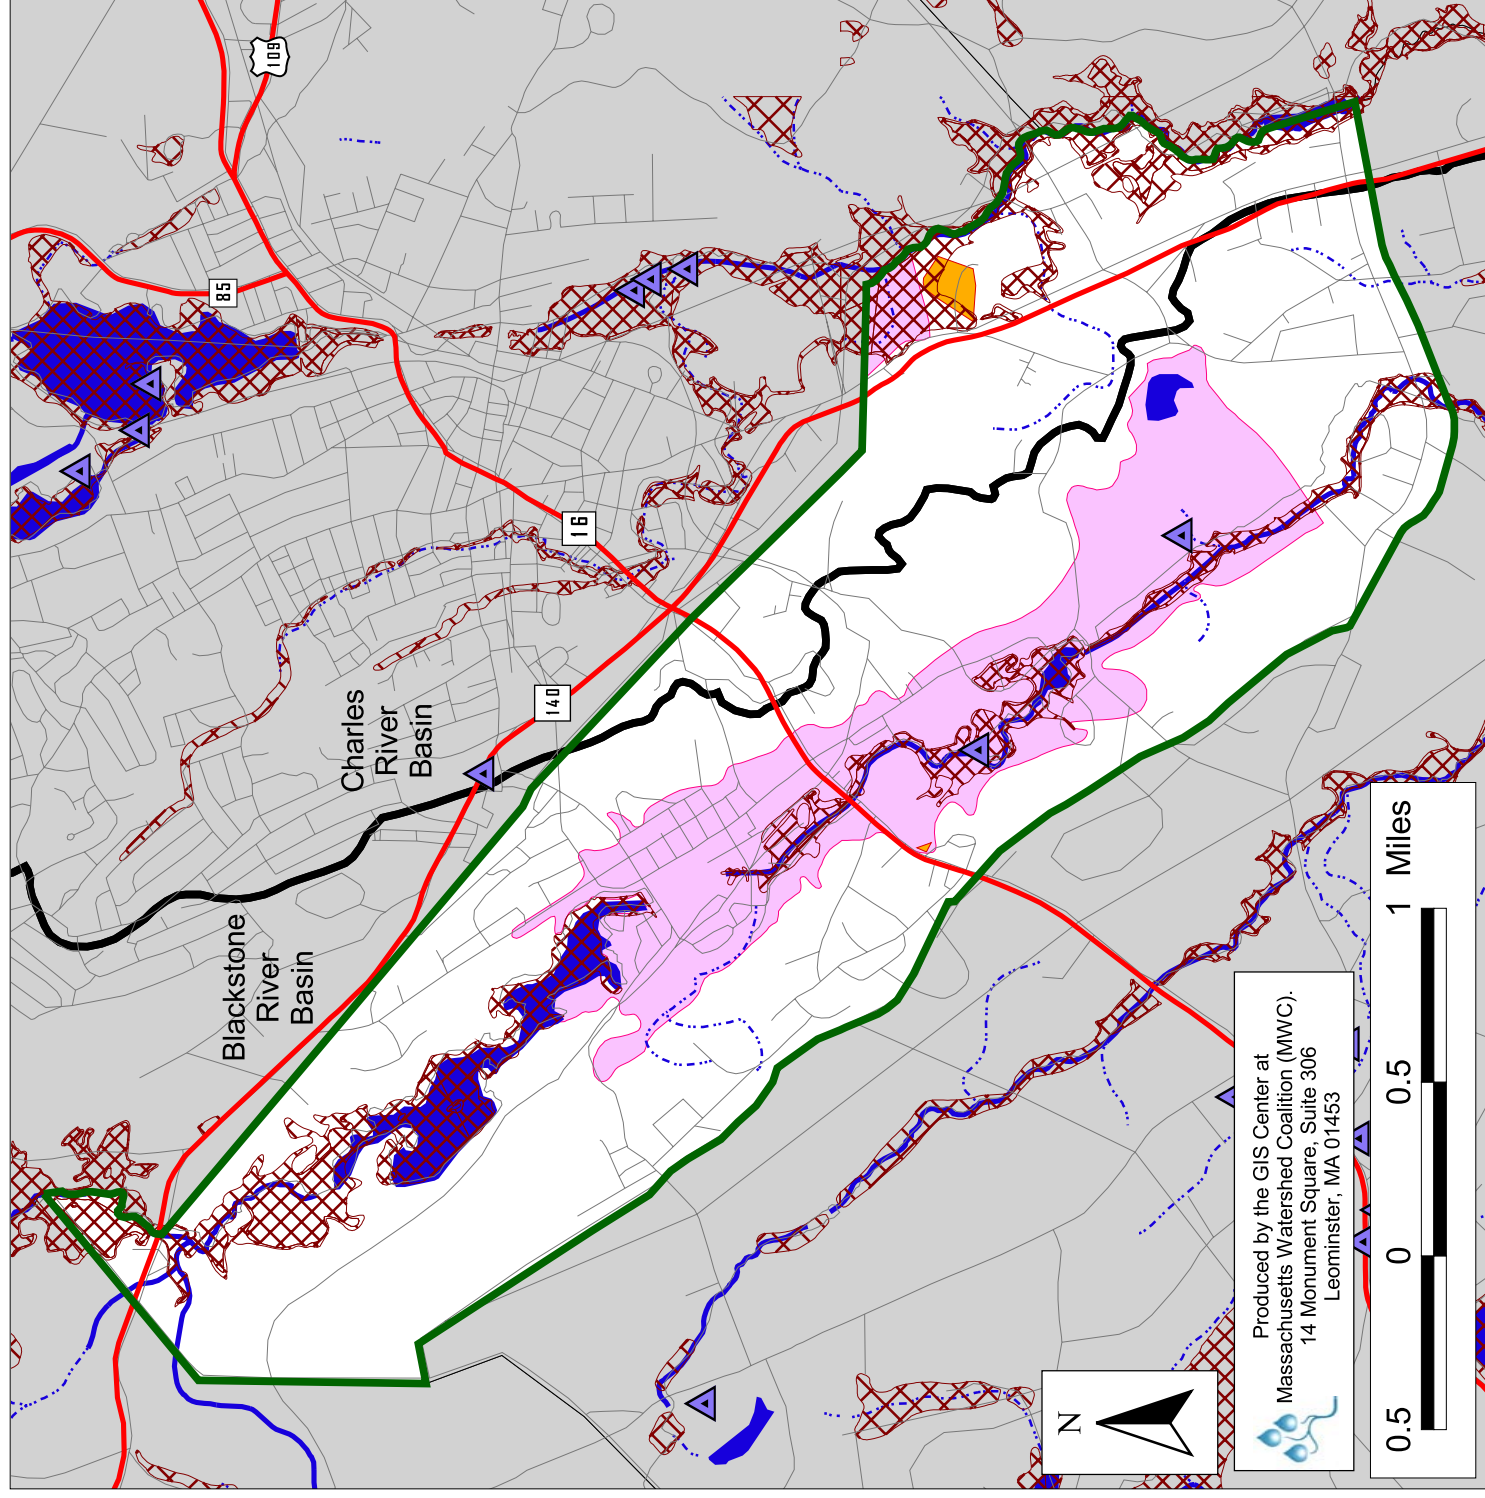 109
85
16
140
Charles
River
Basin
Blackstone
River
Basin
N
Produced by the GIS Center at
Massachusetts Watershed Coalition (MWC).
14 Monument Square, Suite 306
Leominster, MA 01453
0.5 0 0.5 1 Miles